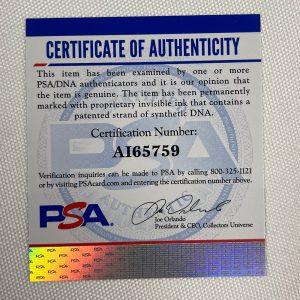 CERTIFICATE OF AUTHENTICITY
This item has been examined by one or more
PSA/DNA authenticators and it is our opinion that
the item is genuine. The item has been permanently
marked with proprietary invisible ink that contains a
patented strand of synthetic DNA.
Certification Number:
AI65759
Verification inquiries can be made to PSA by calling 800-325-1121
or by visiting PSAcard.com and entering the certification number above.
PSA
Joe Orlando
President & CEO, Collectors Universe